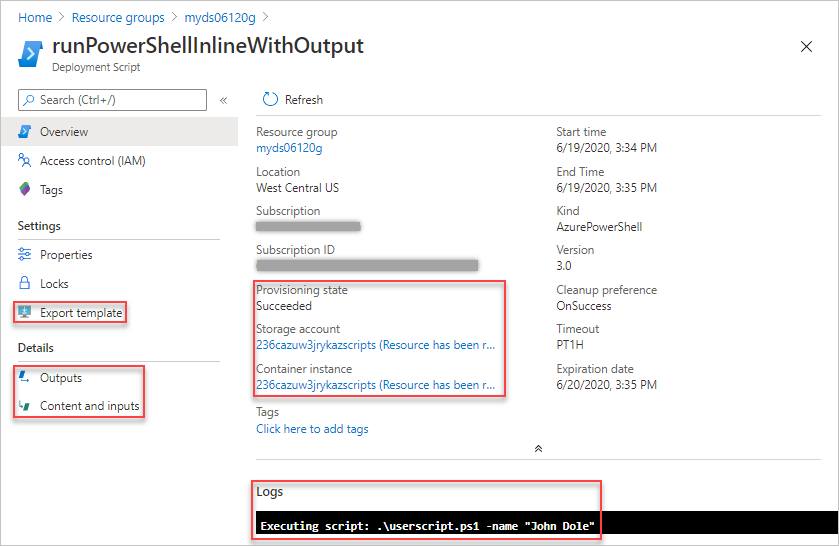 Home > Resource groups > myds06120g >
runPowerShellInlineWithOutput
Deployment Script
Search (Ctrl+/)
«
Overview
Access control (IAM)
Tags
Settings
Properties
Locks
Export template
Details
Outputs
Content and inputs
Refresh
Resource group
myds06120g
Location
West Central US
Subscription
Subscription ID
Provisioning state
Succeeded
Storage account
236cazuw3jrykazscripts (Resource has been r...
Container instance
236cazuw3jrykazscripts (Resource has been r...
Tags
Click here to add tags
Start time
6/19/2020, 3:34 PM
End Time
6/19/2020, 3:35 PM
Kind
AzurePowerShell
Version
3.0
Cleanup preference
OnSuccess
Timeout
PT1H
Expiration date
6/20/2020, 3:35 PM
Logs
Executing script: .\userscript.ps1 -name "John Dole"